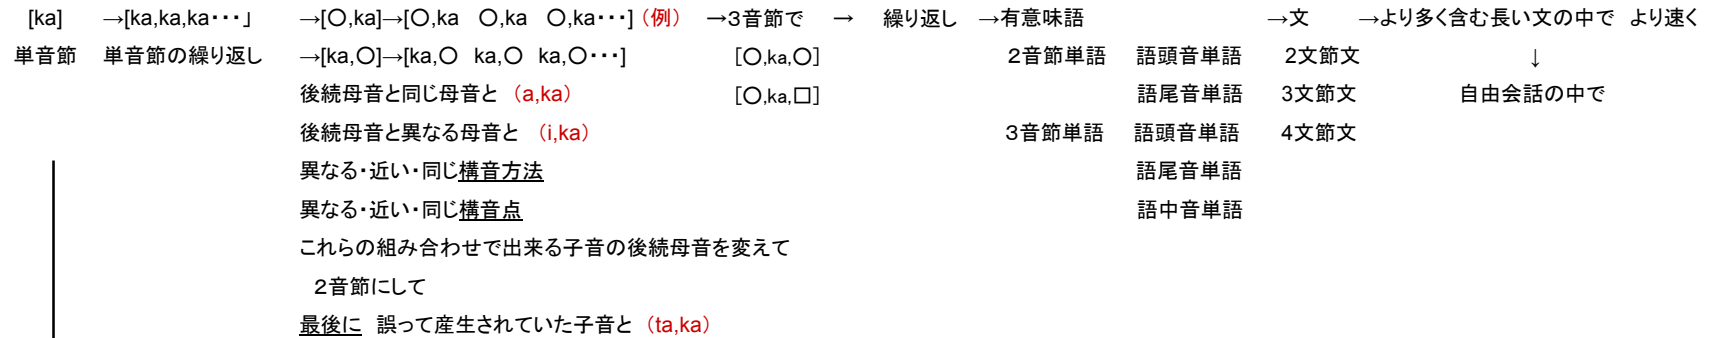 [ka] →[ka,ka,ka・・・」 →[〇,ka]→[〇,ka 〇,ka 〇,ka・・・]（例） →３音節で → 繰り返し →有意味語 →文 →より多く含む長い文の中で より速く
単音節 単音節の繰り返し →[ka,〇]→[ka,〇 ka,〇 ka,〇・・・] [〇,ka,〇] ２音節単語 語頭音単語 ２文節文 ↓
後続母音と同じ母音と （a,ka） [〇,ka,□] 語尾音単語 3文節文 自由会話の中で
後続母音と異なる母音と （i,ka） ３音節単語 語頭音単語 4文節文
異なる・近い・同じ構音方法 語尾音単語
異なる・近い・同じ構音点 語中音単語
これらの組み合わせで出来る子音の後続母音を変えて
２音節にして
最後に 誤って産生されていた子音と （ta,ka）